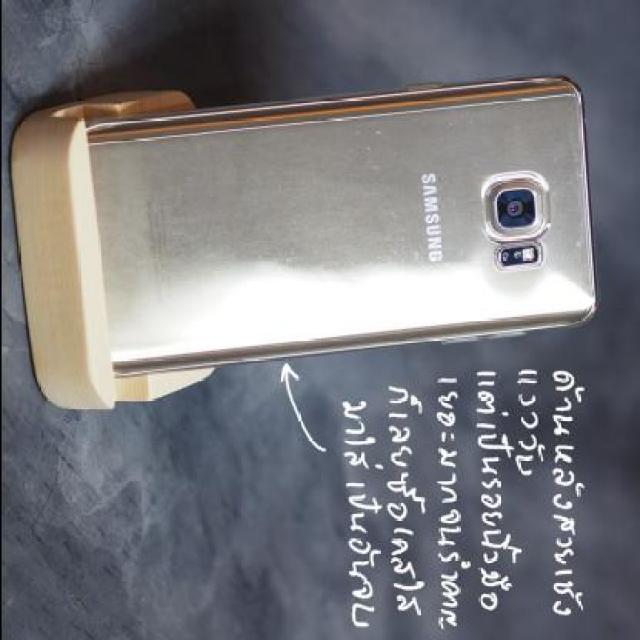 SAMSUNG
ด้านหลังสวยเช้ง
แวววับ
แต่เป็นรอยนิ้วมือ
เยอะมากจนรำคาญ
ก็เลยซื้อเคสใส
มาใส่ เป็นอันจบ